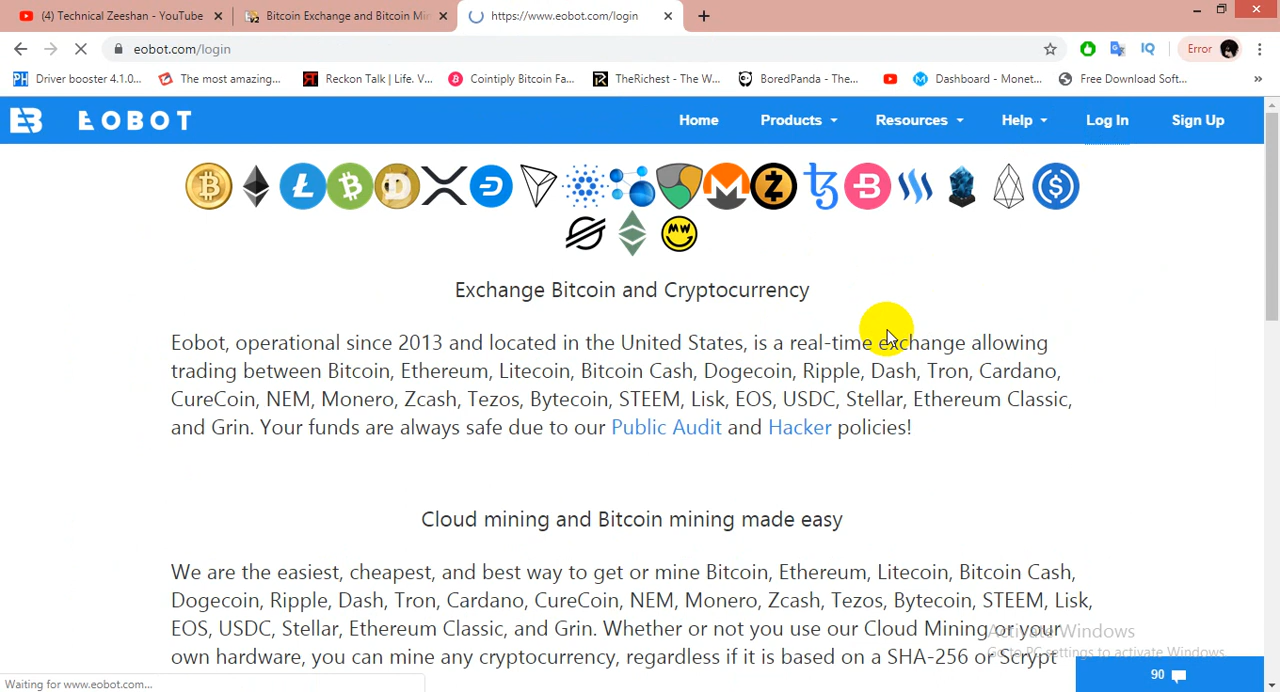 (4) Technical Zeeshan - YouTube
Bitcoin Exchange and Bitcoin Mi
https://www.eobot.com/login
eobot.com/login
Error
Driver booster 4.1.0...
The most amazing...
Reckon Talk | Life. V...
Cointiply Bitcoin Fa...
TheRichest - The W...
BoredPanda - The...
Dashboard - Monet...
Free Download Soft...
»
EB EOBOT
Home
Products
Resources
Help
Log In
Sign Up
MW
Exchange Bitcoin and Cryptocurrency
Eobot, operational since 2013 and located in the United States, is a real-time exchange allowing
trading between Bitcoin, Ethereum, Litecoin, Bitcoin Cash, Dogecoin, Ripple, Dash, Tron, Cardano,
CureCoin, NEM, Monero, Zcash, Tezos, Bytecoin, STEEM, Lisk, EOS, USDC, Stellar, Ethereum Classic,
and Grin. Your funds are always safe due to our Public Audit and Hacker policies!
Cloud mining and Bitcoin mining made easy
We are the easiest, cheapest, and best way to get or mine Bitcoin, Ethereum, Litecoin, Bitcoin Cash,
Dogecoin, Ripple, Dash, Tron, Cardano, CureCoin, NEM, Monero, Zcash, Tezos, Bytecoin, STEEM, Lisk,
EOS, USDC, Stellar, Ethereum Classic, and Grin. Whether or not you use our Cloud Mining or your
own hardware, you can mine any cryptocurrency, regardless if it is based on a SHA-256 or Scrypt
Activate Windows
Go to PC settings to activate Windows.
90
Waiting for www.eobot.com...